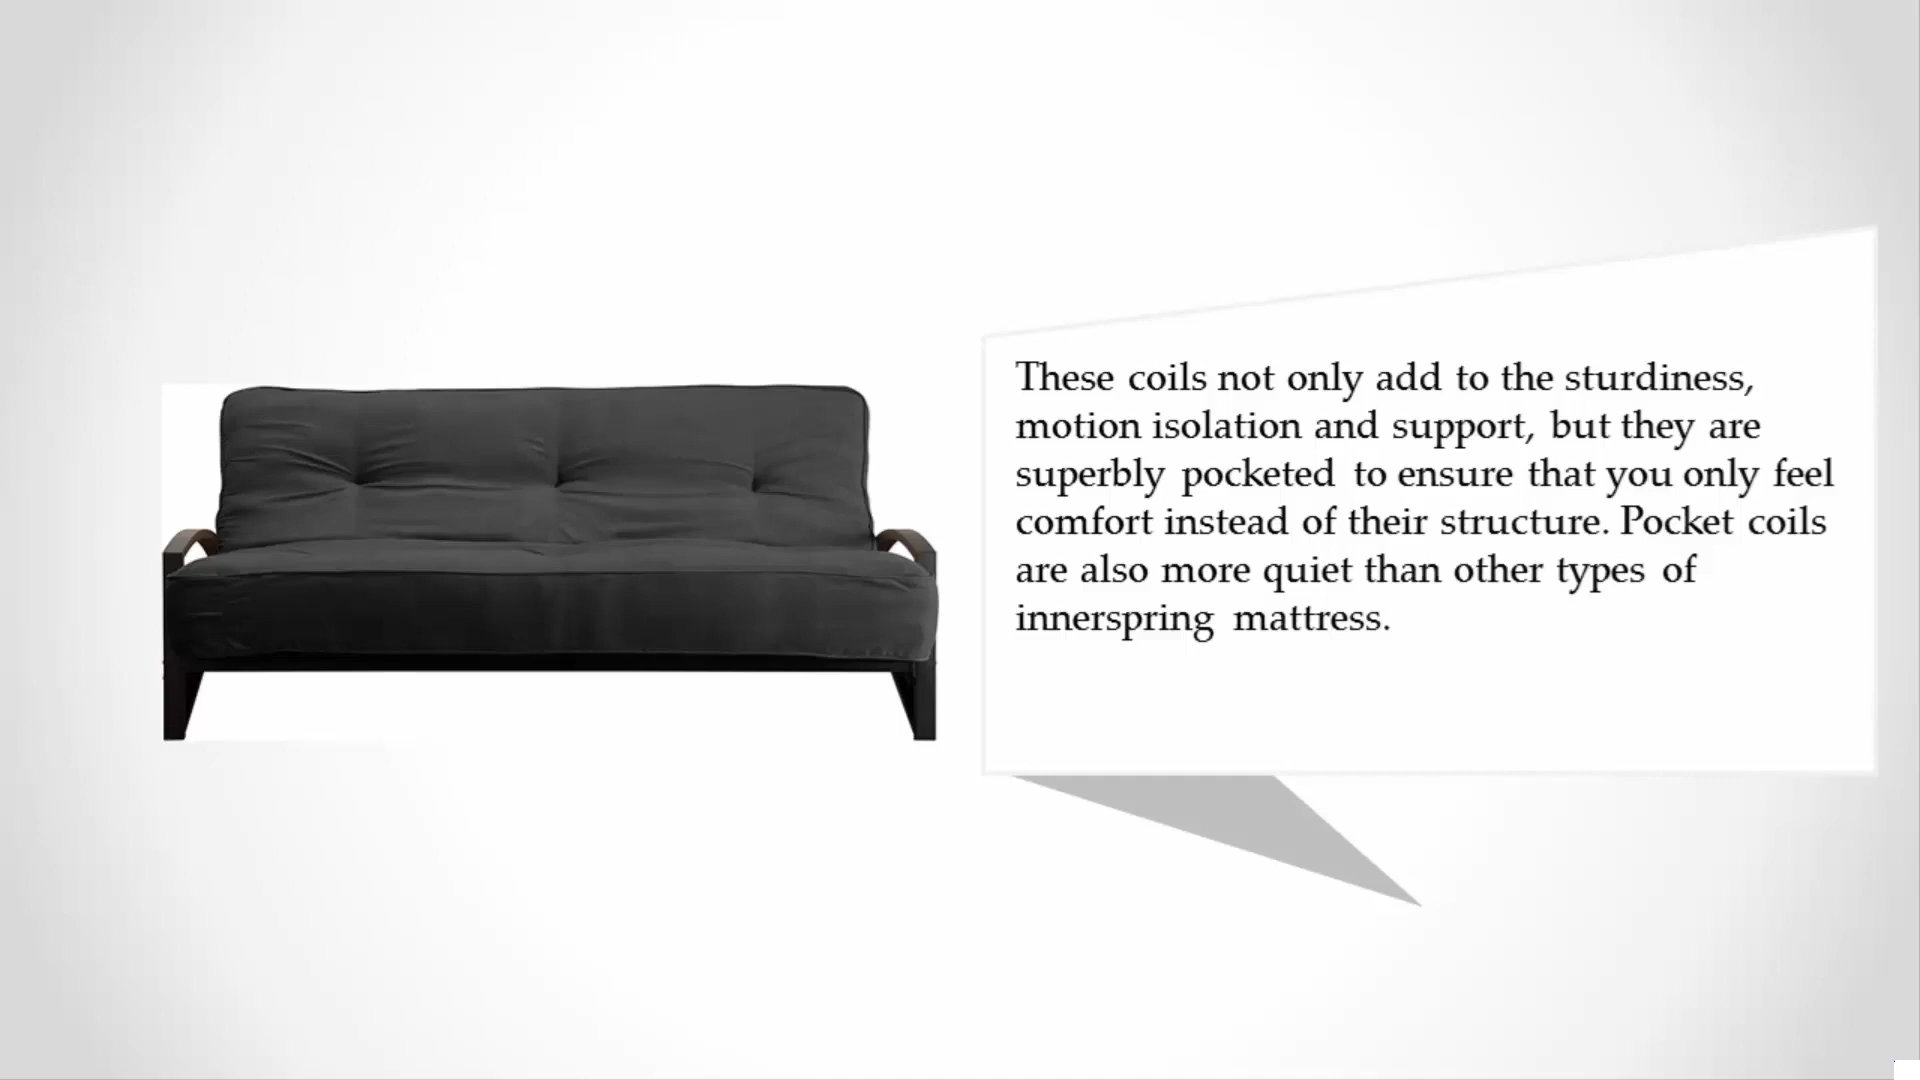 These coils not only add to the sturdiness,
motion isolation and support, but they are
superbly pocketed to ensure that you only feel
comfort instead of their structure. Pocket coils
are also more quiet than other types of
innerspring mattress.